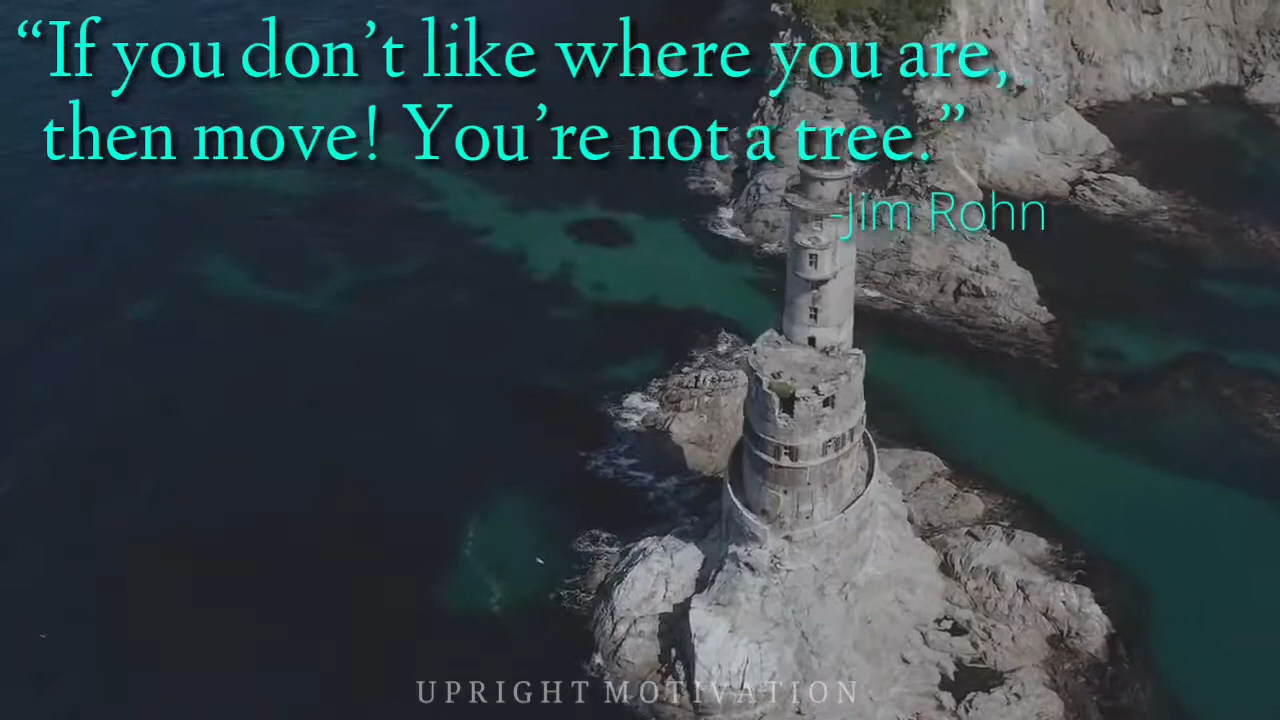 “If you don’t like where you are,
then move! You’re not a tree.”
-Jim Rohn
UPRIGHT MOTIVATION